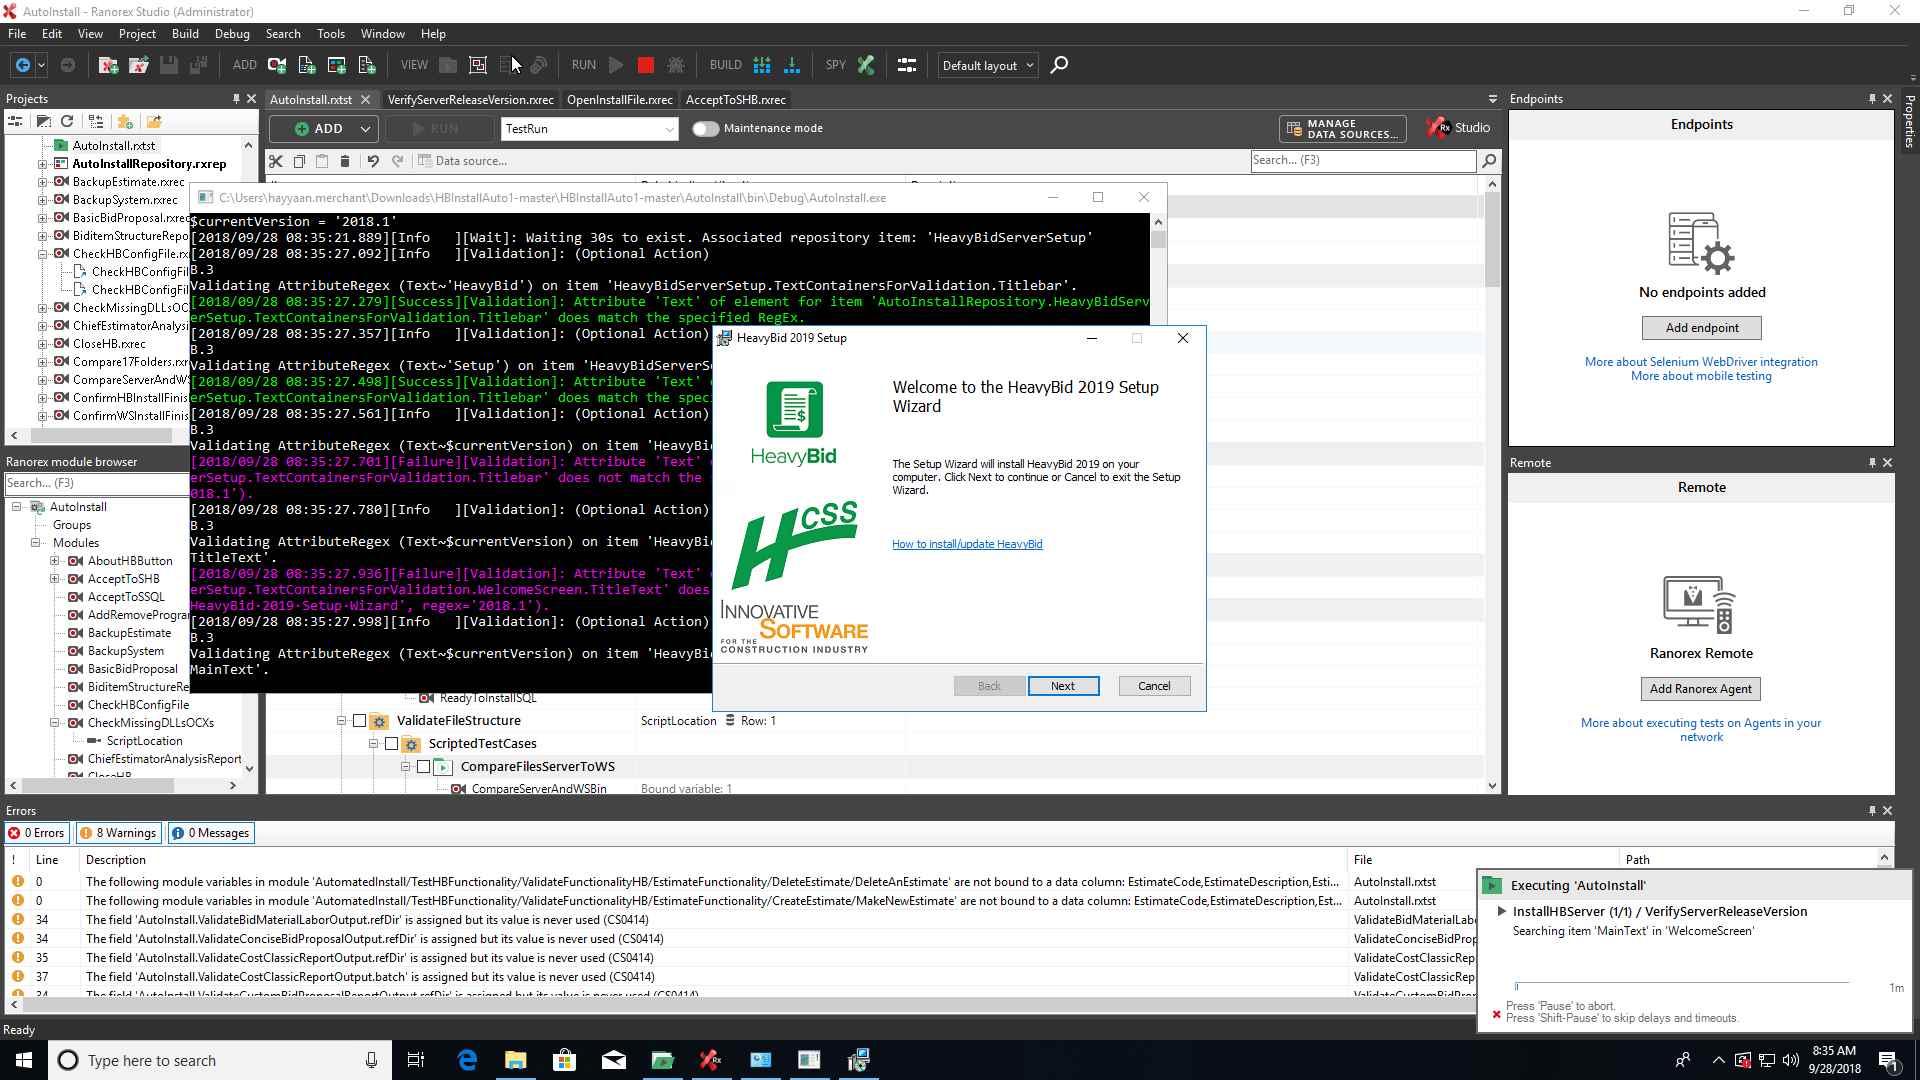 AutoInstall - Ranorex Studio (Administrator)
File Edit View Project Build Debug Search Tools Window Help
ADD VIEW RUN BUILD SPY Default layout
Projects
AutoInstall.rxtst
AutoInstallRepository.rxrep
BackupEstimate.rxrec
BackupSystem.rxrec
BasicBidProposal.rxrec
BiditemStructureRepo
CheckHBConfigFile.rx
CheckHBConfigFil
CheckHBConfigFil
CheckMissingDLLsOC
ChiefEstimatorAnalysi
CloseHB.rxrec
Compare17Folders.rxr
CompareServerAndWS
ConfirmHBInstallFinis
ConfirmWSInstallFinis
Ranorex module browser
Search... (F3)
AutoInstall
Groups
Modules
AboutHBButton
AcceptToSHB
AcceptToSSQL
AddRemoveProgra
BackupEstimate
BackupSystem
BasicBidProposal
BiditemStructureRe
CheckHBConfigFile
CheckMissingDLLsOCXs
ScriptLocation
ChiefEstimatorAnalysisReport
CloseHB
AutoInstall.rxtst VerifyServerReleaseVersion.rxrec OpenInstallFile.rxrec AcceptToSHB.rxrec
ADD RUN TestRun Maintenance mode MANAGE DATA SOURCES... Rx Studio
Data source... Search... (F3)
C:\Users\hayyaan.merchant\Downloads\HBInstallAuto1-master\HBInstallAuto1-master\AutoInstall\bin\Debug\AutoInstall.exe
$currentVersion = '2018.1'
[2018/09/28 08:35:21.889][Info   ][Wait]: Waiting 30s to exist. Associated repository item: 'HeavyBidServerSetup'
[2018/09/28 08:35:27.092][Info   ][Validation]: (Optional Action)
B.3
Validating AttributeRegex (Text~'HeavyBid') on item 'HeavyBidServerSetup.TextContainersForValidation.Titlebar'.
[2018/09/28 08:35:27.279][Success][Validation]: Attribute 'Text' of element for item 'AutoInstallRepository.HeavyBidServ
erSetup.TextContainersForValidation.Titlebar' does match the specified RegEx.
[2018/09/28 08:35:27.357][Info   ][Validation]: (Optional Action)
B.3
Validating AttributeRegex (Text~'Setup') on item 'HeavyBidServerS
[2018/09/28 08:35:27.498][Success][Validation]: Attribute 'Text'
erSetup.TextContainersForValidation.Titlebar' does match the spec
[2018/09/28 08:35:27.561][Info   ][Validation]: (Optional Action)
B.3
Validating AttributeRegex (Text~$currentVersion) on item 'HeavyBi
[2018/09/28 08:35:27.701][Failure][Validation]: Attribute 'Text'
erSetup.TextContainersForValidation.Titlebar' does not match the
018.1').
[2018/09/28 08:35:27.780][Info   ][Validation]: (Optional Action)
B.3
Validating AttributeRegex (Text~$currentVersion) on item 'HeavyBi
TitleText'.
[2018/09/28 08:35:27.936][Failure][Validation]: Attribute 'Text'
erSetup.TextContainersForValidation.WelcomeScreen.TitleText' does
HeavyBid·2019·Setup·Wizard', regex='2018.1').
[2018/09/28 08:35:27.998][Info   ][Validation]: (Optional Action)
B.3
Validating AttributeRegex (Text~$currentVersion) on item 'HeavyBi
MainText'.
HeavyBid 2019 Setup
HeavyBid
HCSS
INNOVATIVE
SOFTWARE
FOR THE
CONSTRUCTION INDUSTRY
Welcome to the HeavyBid 2019 Setup
Wizard
The Setup Wizard will install HeavyBid 2019 on your
computer. Click Next to continue or Cancel to exit the Setup
Wizard.
How to install/update HeavyBid
Back Next Cancel
ReadyToInstallSQL
ValidateFileStructure ScriptLocation Row: 1
ScriptedTestCases
CompareFilesServerToWS
CompareServerAndWSBin Bound variable: 1
Endpoints
Endpoints
No endpoints added
Add endpoint
More about Selenium WebDriver integration
More about mobile testing
Properties
Remote
Remote
Ranorex Remote
Add Ranorex Agent
More about executing tests on Agents in your
network
Errors
0 Errors 8 Warnings 0 Messages
! Line Description File Path
0 The following module variables in module 'AutomatedInstall/TestHBFunctionality/ValidateFunctionalityHB/EstimateFunctionality/DeleteEstimate/DeleteAnEstimate' are not bound to a data column: EstimateCode,EstimateDescription,Esti... AutoInstall.rxtst
0 The following module variables in module 'AutomatedInstall/TestHBFunctionality/ValidateFunctionalityHB/EstimateFunctionality/CreateEstimate/MakeNewEstimate' are not bound to a data column: EstimateCode,EstimateDescription,Est... AutoInstall.rxtst
34 The field 'AutoInstall.ValidateBidMaterialLaborOutput.refDir' is assigned but its value is never used (CS0414) ValidateBidMaterialLabo
34 The field 'AutoInstall.ValidateConciseBidProposalOutput.refDir' is assigned but its value is never used (CS0414) ValidateConciseBidProp
35 The field 'AutoInstall.ValidateCostClassicReportOutput.refDir' is assigned but its value is never used (CS0414) ValidateCostClassicRep
37 The field 'AutoInstall.ValidateCostClassicReportOutput.batch' is assigned but its value is never used (CS0414) ValidateCostClassicRep
34 The field 'AutoInstall.ValidateCustomBidProposalReportOutput.refDir' is assigned but its value is never used (CS0414) ValidateCustomBidProp
Executing 'AutoInstall'
InstallHBServer (1/1) / VerifyServerReleaseVersion
Searching item 'MainText' in 'WelcomeScreen'
1m
Press 'Pause' to abort.
Press 'Shift-Pause' to skip delays and timeouts.
Ready
Type here to search
8:35 AM
9/28/2018
1